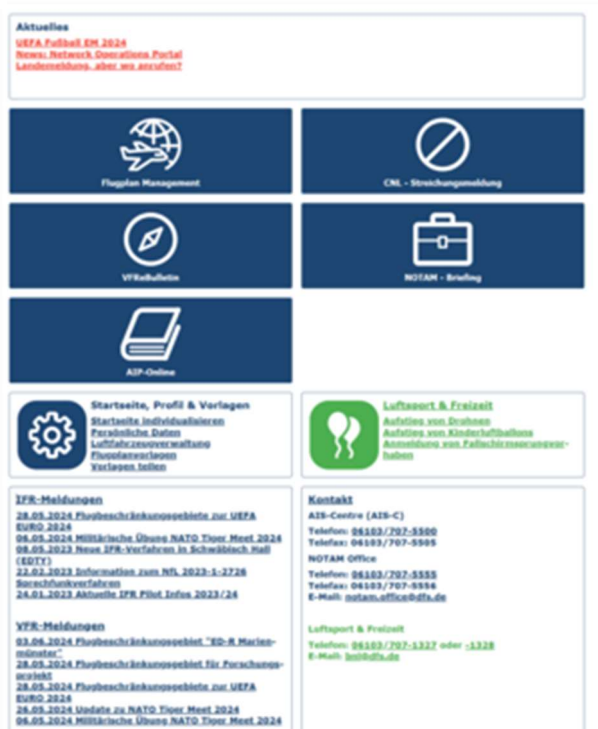 Aktuelles
UEFA Fußball EM 2024
News: Network Operations Portal
Landemeldung, aber wo anrufen?
Flugplan Management
CNL - Streichungsmeldung
VFReBulletin
NOTAM - Briefing
AIP-Online
Startseite, Profil & Vorlagen
Startseite individualisieren
Persönliche Daten
Luftfahrzeugverwaltung
Flugplanvorlagen
Vorlagen teilen
Luftsport & Freizeit
Aufstieg von Drohnen
Aufstieg von Kinderluftballons
Anmeldung von Fallschirmsprungvor-
haben
IFR-Meldungen
28.05.2024 Flugbeschränkungsgebiete zur UEFA
EURO 2024
06.05.2024 Militärische Übung NATO Tiger Meet 2024
08.05.2023 Neue IFR-Verfahren in Schwäbisch Hall
(EDTY)
22.02.2023 Information zum NfL 2023-1-2726
Sprechfunkverfahren
24.01.2023 Aktuelle IFR Pilot Infos 2023/24
VFR-Meldungen
03.06.2024 Flugbeschränkungsgebiet "ED-R Marien-
münster"
28.05.2024 Flugbeschränkungsgebiet für Forschungs-
projekt
28.05.2024 Flugbeschränkungsgebiete zur UEFA
EURO 2024
26.05.2024 Update zu NATO Tiger Meet 2024
06.05.2024 Militärische Übung NATO Tiger Meet 2024
Kontakt
AIS-Centre (AIS-C)
Telefon: 06103/707-5500
Telefax: 06103/707-5505
NOTAM Office
Telefon: 06103/707-5555
Telefax: 06103/707-5556
E-Mail: notam.office@dfs.de
Luftsport & Freizeit
Telefon: 06103/707-1327 oder -1328
E-Mail: bnl@dfs.de